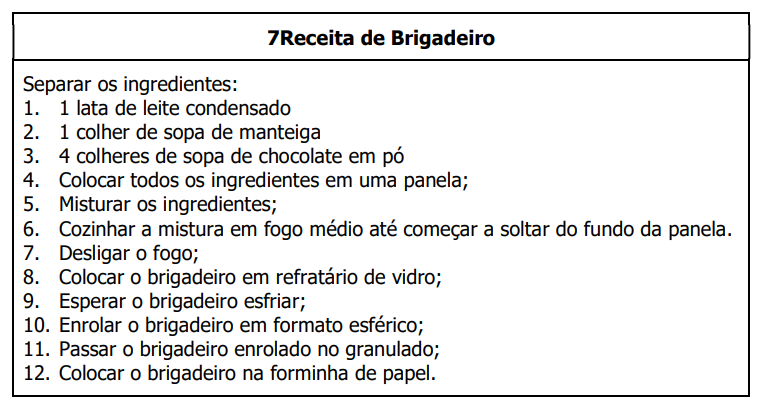 7Receita de Brigadeiro
Separar os ingredientes:
1. 1 lata de leite condensado
2. 1 colher de sopa de manteiga
3. 4 colheres de sopa de chocolate em pó
4. Colocar todos os ingredientes em uma panela;
5. Misturar os ingredientes;
6. Cozinhar a mistura em fogo médio até começar a soltar do fundo da panela.
7. Desligar o fogo;
8. Colocar o brigadeiro em refratário de vidro;
9. Esperar o brigadeiro esfriar;
10. Enrolar o brigadeiro em formato esférico;
11. Passar o brigadeiro enrolado no granulado;
12. Colocar o brigadeiro na forminha de papel.